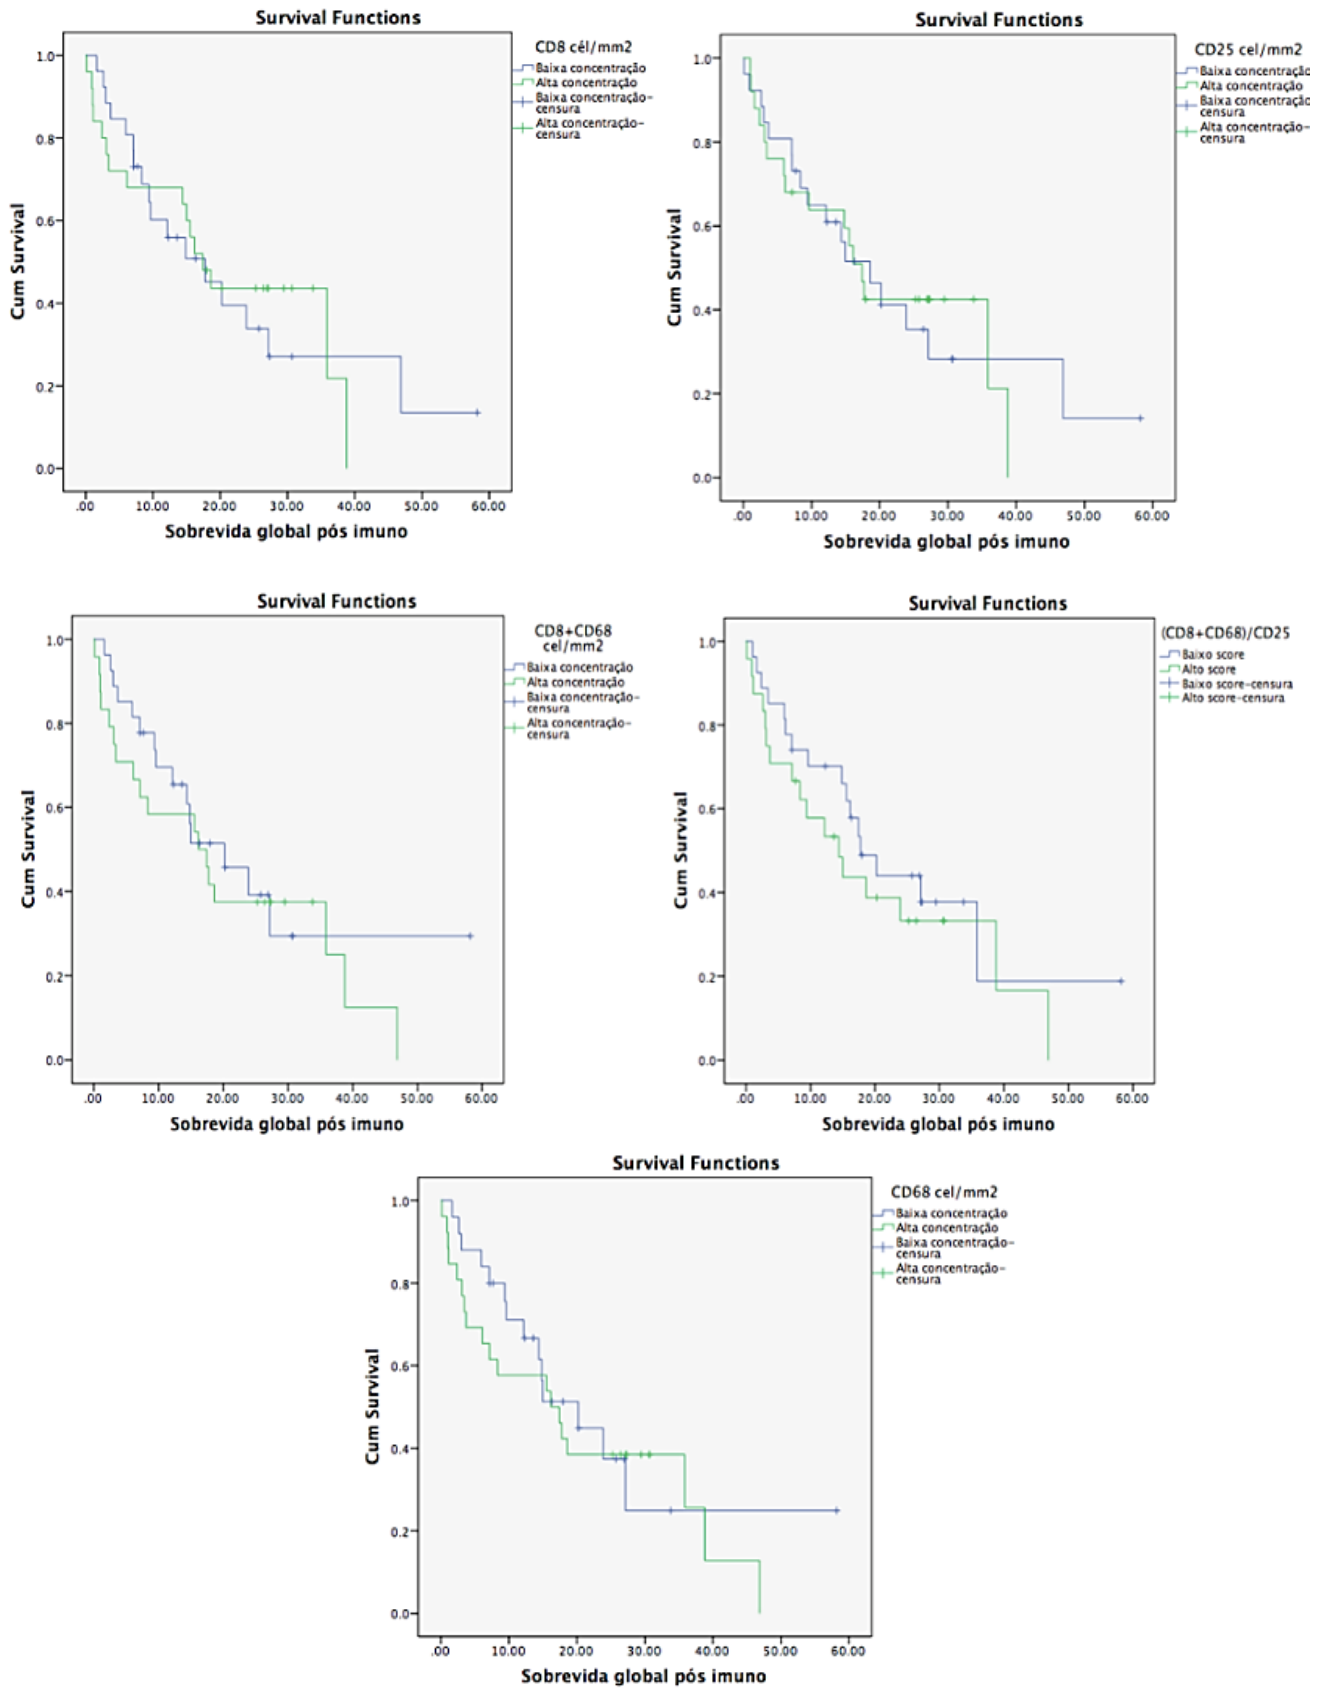 Survival Functions
CD8 cél/mm2
Baixa concentração
Alta concentração
Baixa concentração-
censura
Alta concentração-
censura
Cum Survival
1.0
0.8
0.6
0.4
0.2
0.0
.00 10.00 20.00 30.00 40.00 50.00 60.00
Sobrevida global pós imuno
Survival Functions
CD25 cel/mm2
Baixa concentração
Alta concentração
Baixa concentração
censura
Alta concentração-
censura
Cum Survival
1.0
0.8
0.6
0.4
0.2
0.0
.00 10.00 20.00 30.00 40.00 50.00 60.00
Sobrevida global pós imuno
Survival Functions
CD8+CD68
cel/mm2
Baixa concentração
Alta concentração
Baixa concentração-
censura
Alta concentração-
censura
Cum Survival
1.0
0.8
0.6
0.4
0.2
0.0
.00 10.00 20.00 30.00 40.00 50.00 60.00
Sobrevida global pós imuno
Survival Functions
(CD8+CD68)/CD25
Baixo score
Alto score
Baixo score-censura
Alto score-censura
Cum Survival
1.0
0.8
0.6
0.4
0.2
0.0
.00 10.00 20.00 30.00 40.00 50.00 60.00
Sobrevida global pós imuno
Survival Functions
CD68 cel/mm2
Baixa concentração
Alta concentração
Baixa concentração-
censura
Alta concentração-
censura
Cum Survival
1.0
0.8
0.6
0.4
0.2
0.0
.00 10.00 20.00 30.00 40.00 50.00 60.00
Sobrevida global pós imuno